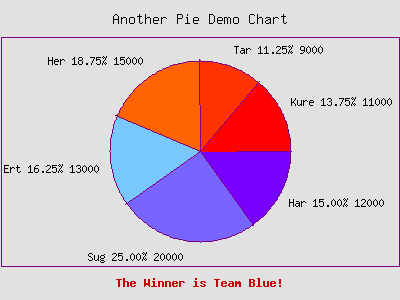 Another Pie Demo Chart
Tar 11.25% 9000
Her 18.75% 15000
Kure 13.75% 11000
Ert 16.25% 13000
Har 15.00% 12000
Sug 25.00% 20000
The Winner is Team Blue!